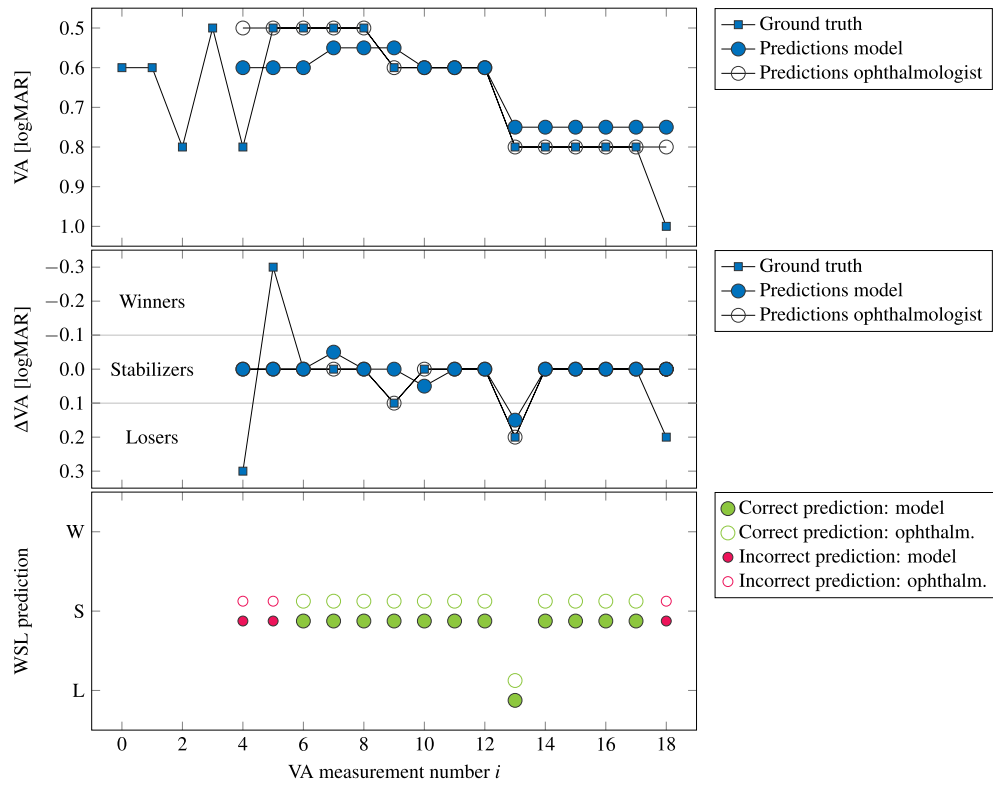 0.5
0.6
0.7
0.8
0.9
1.0
VA [logMAR]
Ground truth
Predictions model
Predictions ophthalmologist
−0.3
−0.2
−0.1
0.0
0.1
0.2
0.3
ΔVA [logMAR]
Winners
Stabilizers
Losers
Ground truth
Predictions model
Predictions ophthalmologist
W
S
L
WSL prediction
Correct prediction: model
Correct prediction: ophthalm.
Incorrect prediction: model
Incorrect prediction: ophthalm.
0 2 4 6 8 10 12 14 16 18
VA measurement number i